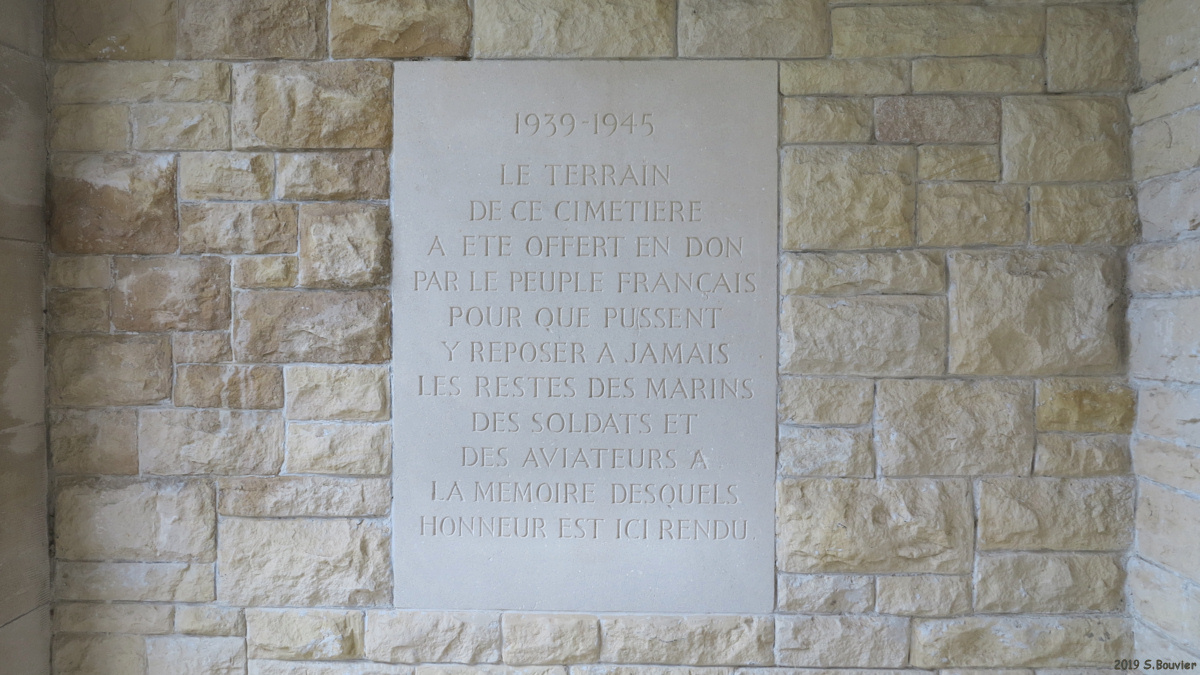 1939-1945
LE TERRAIN
DE CE CIMETIERE
A ETE OFFERT EN DON
PAR LE PEUPLE FRANÇAIS
POUR QUE PUSSENT
Y REPOSER A JAMAIS
LES RESTES DES MARINS
DES SOLDATS ET
DES AVIATEURS A
LA MEMOIRE DESQUELS
HONNEUR EST ICI RENDU.
2019 S.Bouvier